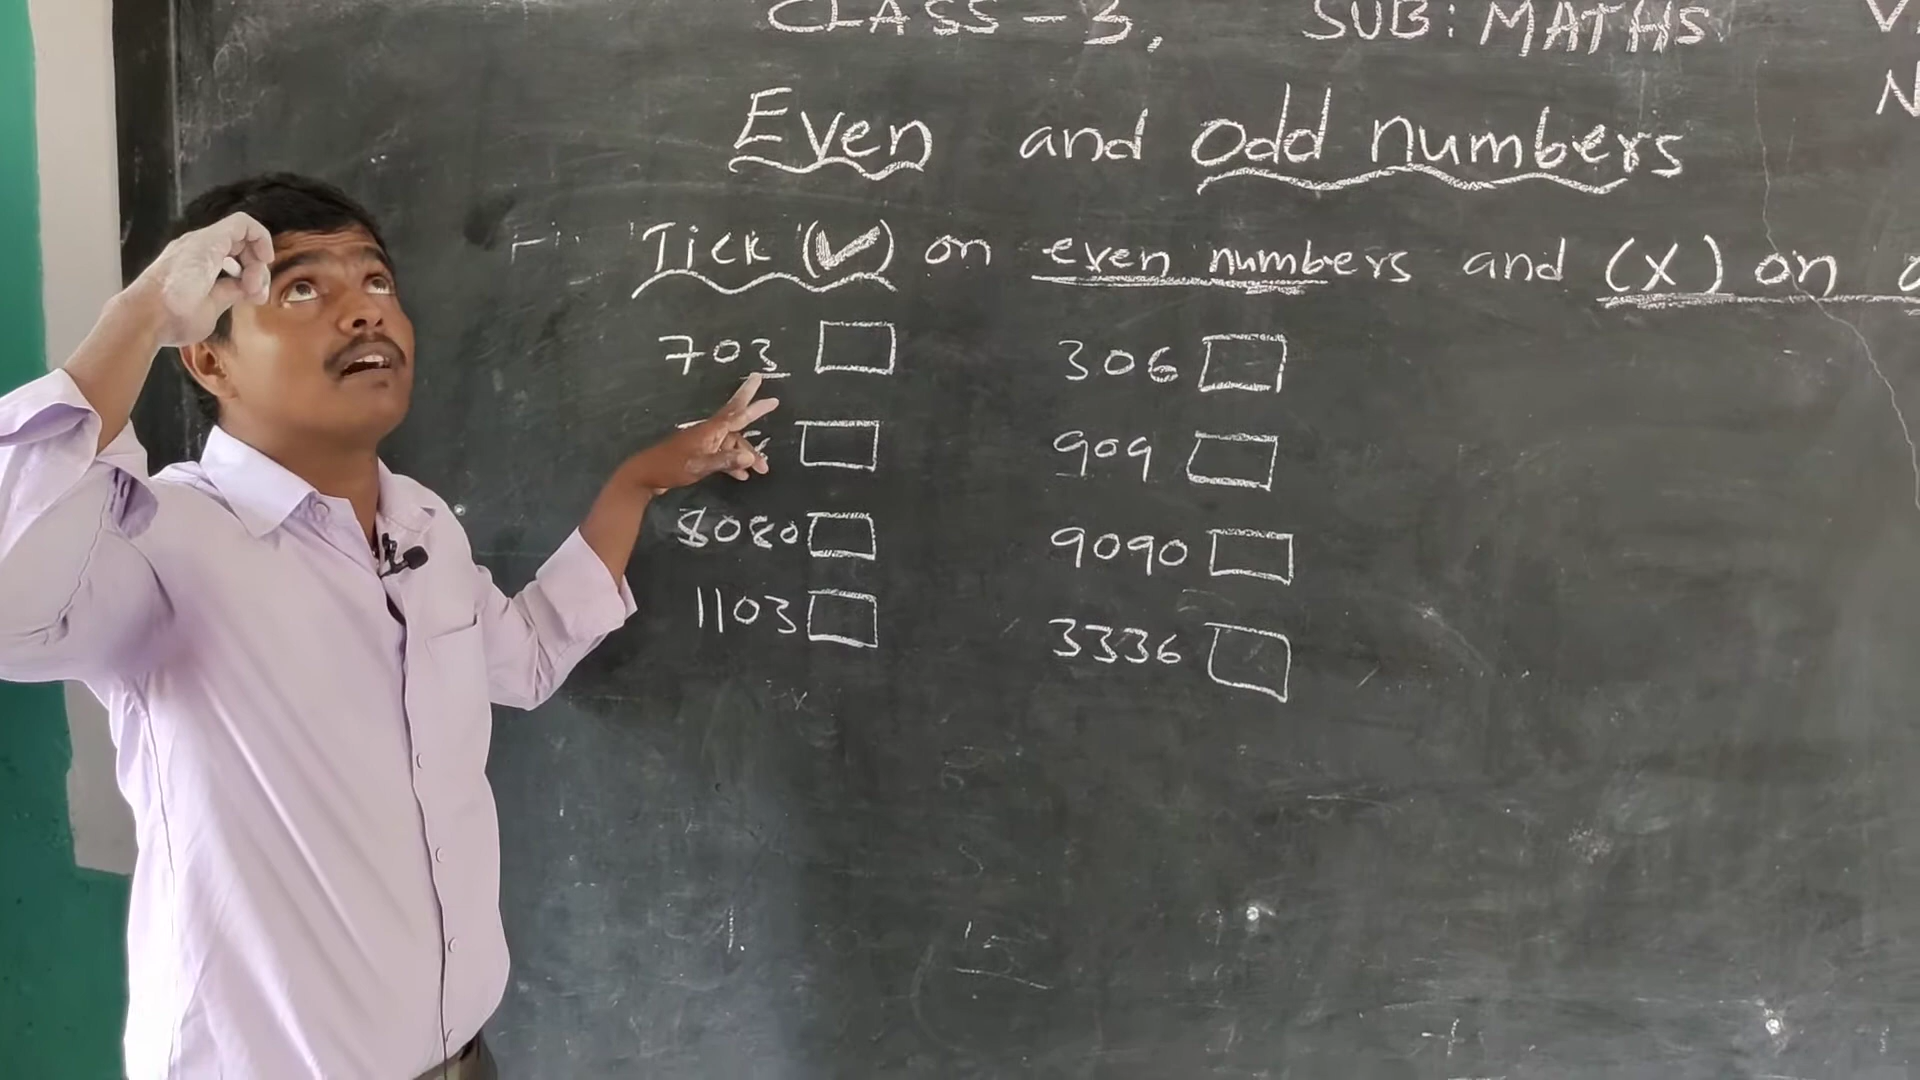 CLASS - 3, SUB: MATHS
N
Even and Odd numbers
Tick (✓) on even numbers and (X) on
703 306
909
8080 9090
1103 3336